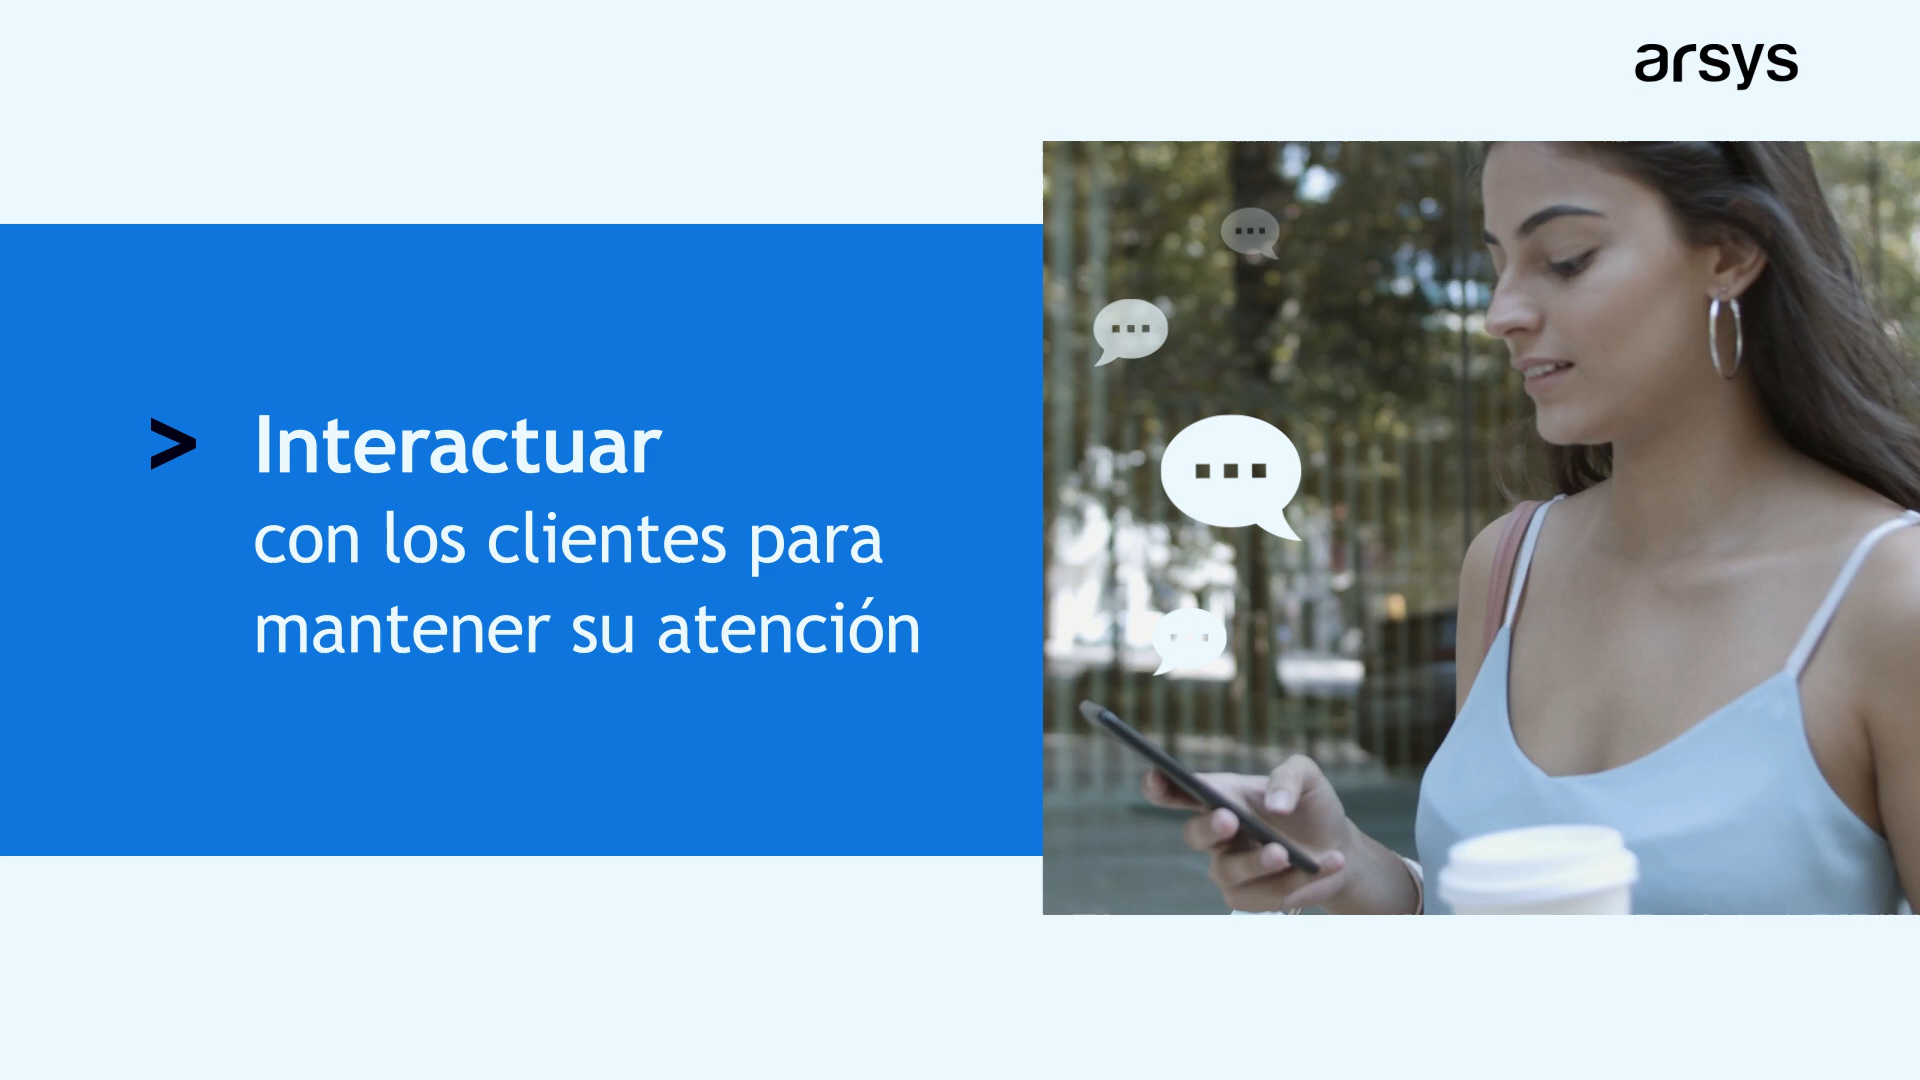 arsys
> Interactuar
con los clientes para
mantener su atención